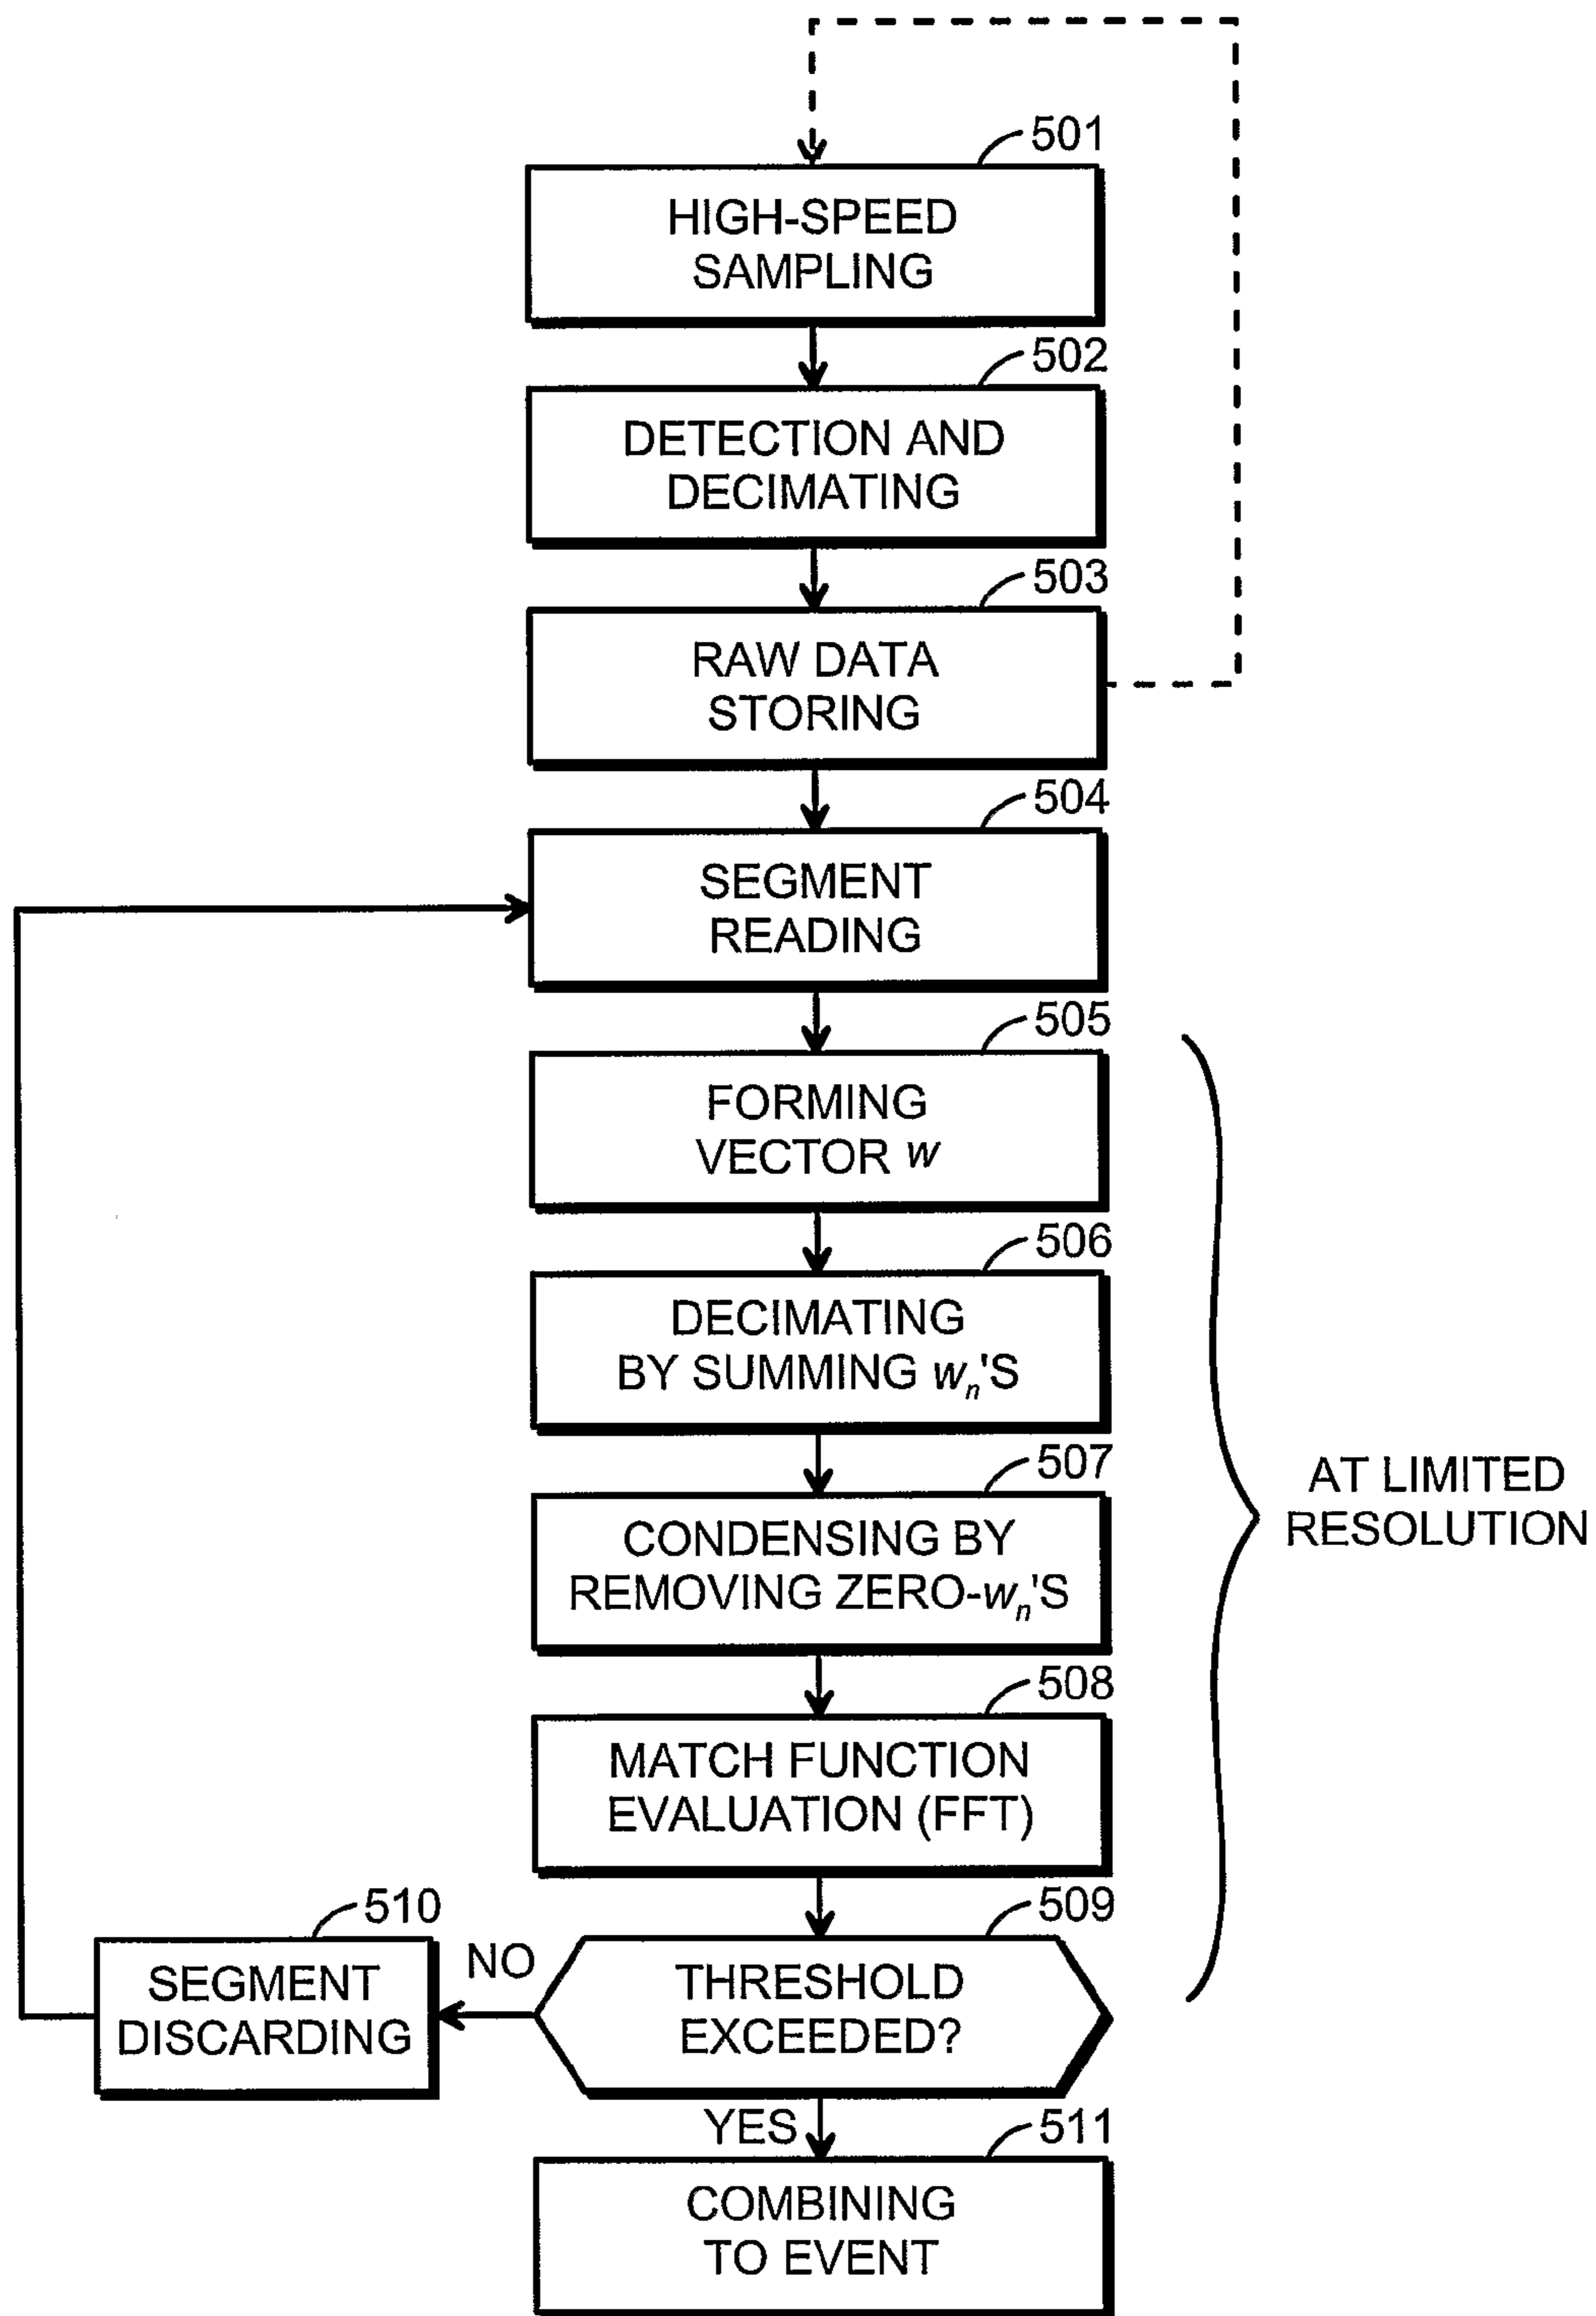 501
HIGH-SPEED
SAMPLING
502
DETECTION AND
DECIMATING
503
RAW DATA
STORING
504
SEGMENT
READING
505
FORMING
VECTOR w
506
DECIMATING
BY SUMMING wn'S
507
CONDENSING BY
REMOVING ZERO-wn'S
AT LIMITED
RESOLUTION
508
MATCH FUNCTION
EVALUATION (FFT)
509
THRESHOLD
EXCEEDED?
NO
510
SEGMENT
DISCARDING
YES
511
COMBINING
TO EVENT